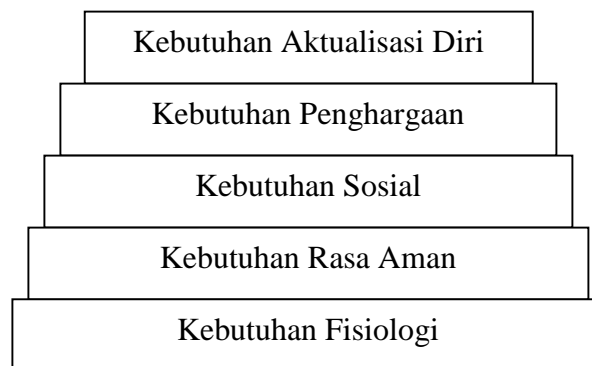 Kebutuhan Aktualisasi Diri
Kebutuhan Penghargaan
Kebutuhan Sosial
Kebutuhan Rasa Aman
Kebutuhan Fisiologi